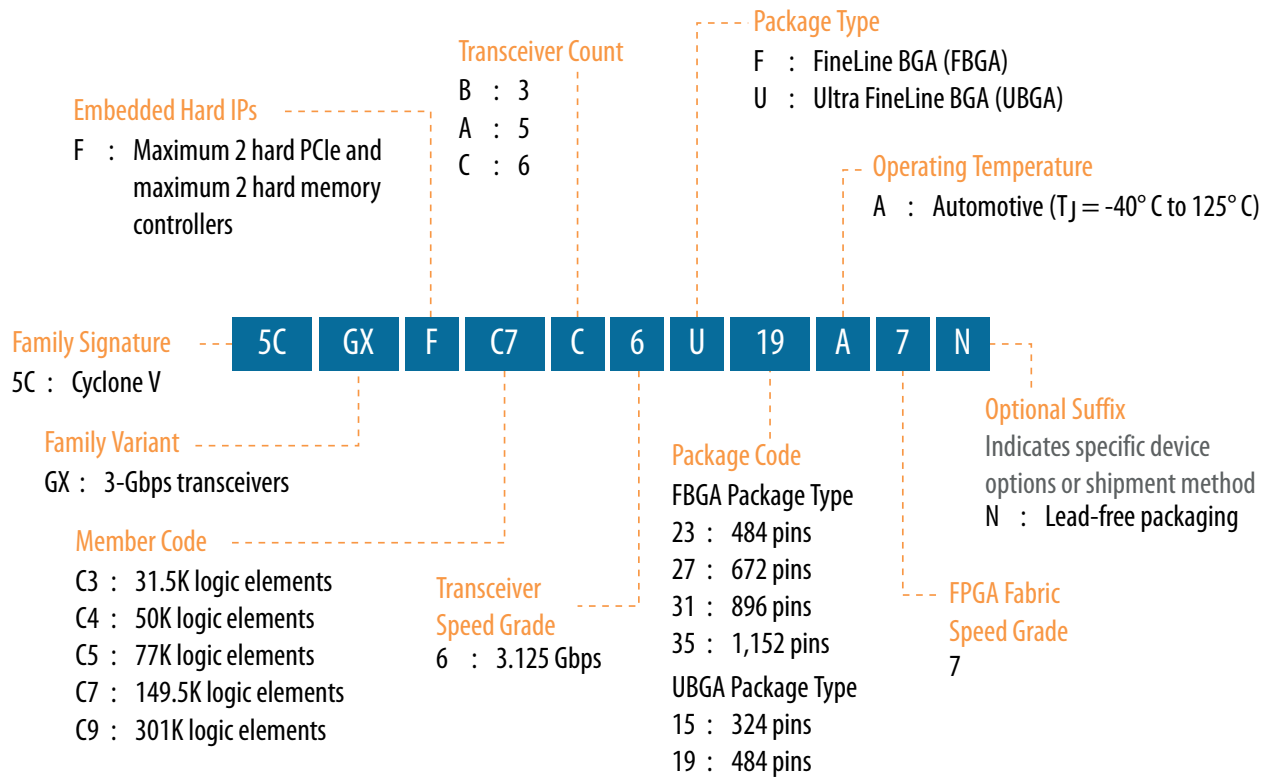 Package Type
F : FineLine BGA (FBGA)
U : Ultra FineLine BGA (UBGA)
Transceiver Count
B : 3
A : 5
C : 6
Embedded Hard IPs
F : Maximum 2 hard PCIe and
maximum 2 hard memory
controllers
Operating Temperature
A : Automotive (TJ = -40° C to 125° C)
5C GX F C7 C 6 U 19 A 7 N
Family Signature
5C : Cyclone V
Family Variant
GX : 3-Gbps transceivers
Member Code
C3 : 31.5K logic elements
C4 : 50K logic elements
C5 : 77K logic elements
C7 : 149.5K logic elements
C9 : 301K logic elements
Transceiver
Speed Grade
6 : 3.125 Gbps
Package Code
FBGA Package Type
23 : 484 pins
27 : 672 pins
31 : 896 pins
35 : 1,152 pins
UBGA Package Type
15 : 324 pins
19 : 484 pins
FPGA Fabric
Speed Grade
7
Optional Suffix
Indicates specific device
options or shipment method
N : Lead-free packaging